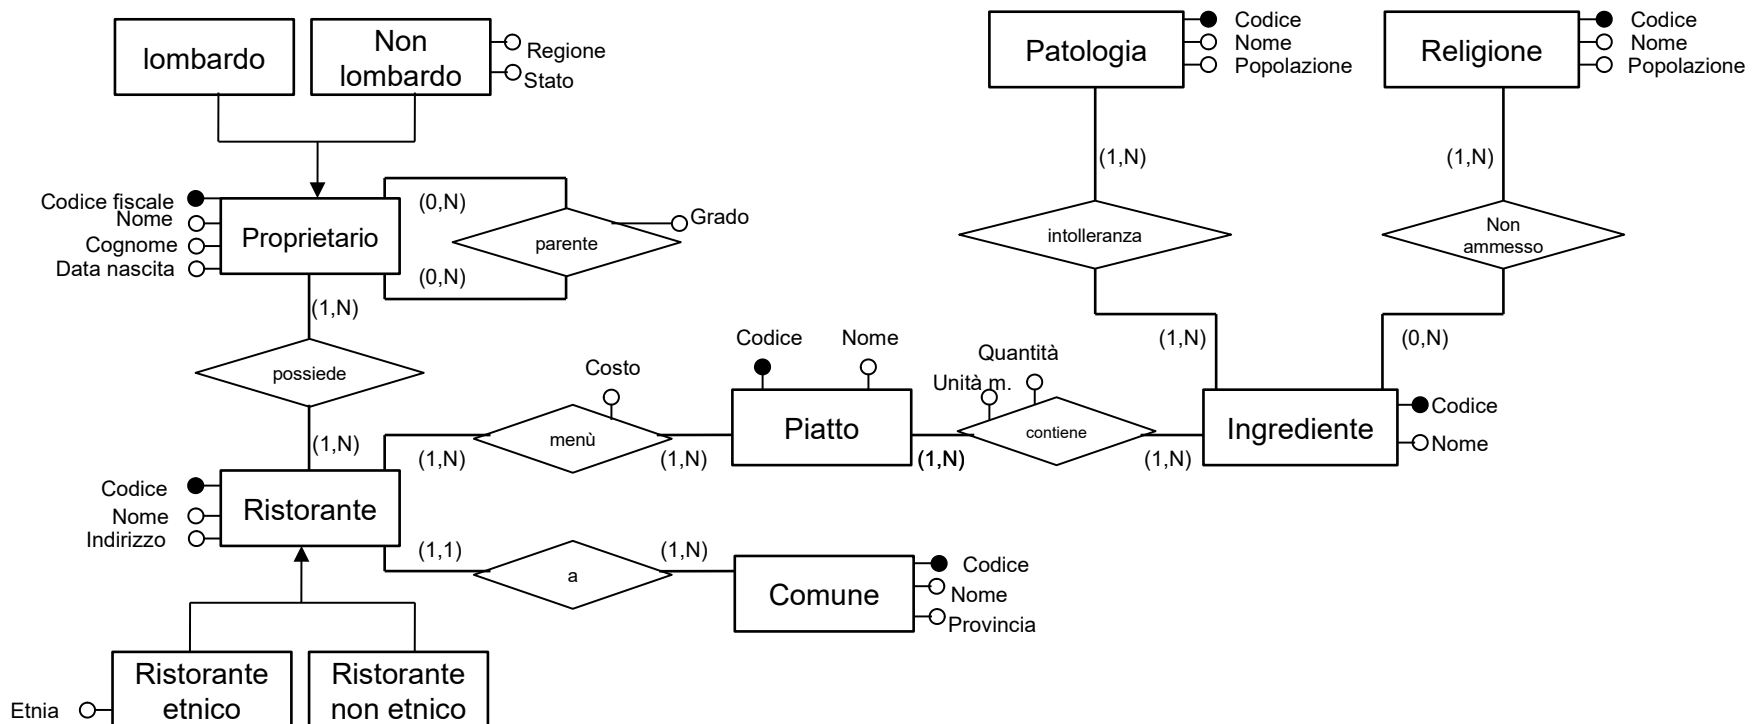 lombardo
Non
lombardo
Regione
Stato
Patologia
Codice
Nome
Popolazione
Religione
Codice
Nome
Popolazione
(1,N)
(1,N)
Codice fiscale
Nome
Cognome
Data nascita
Proprietario
(0,N)
(0,N)
parente
Grado
intolleranza
Non
ammesso
(1,N)
possiede
(1,N)
(1,N)
(0,N)
Costo
Codice
Nome
Quantità
Unità m.
menù
(1,N)
(1,N)
Piatto
(1,N)
contiene
(1,N)
Ingrediente
Codice
Nome
Codice
Nome
Indirizzo
Ristorante
(1,1)
a
(1,N)
Comune
Codice
Nome
Provincia
Ristorante
etnico
Etnia
Ristorante
non etnico